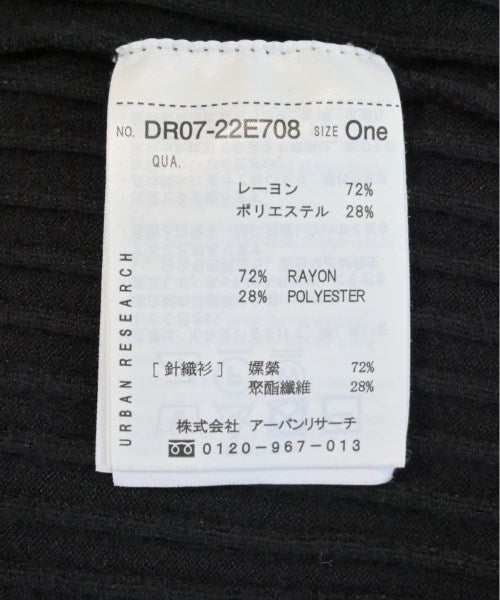 NO. DR07-22E708 SIZE One
QUA.
レーヨン 72%
ポリエステル 28%
72% RAYON
28% POLYESTER
[針織衫] 嫘縈 72%
聚酯纖維 28%
URBAN RESEARCH
株式会社 アーバンリサーチ
0120-967-013